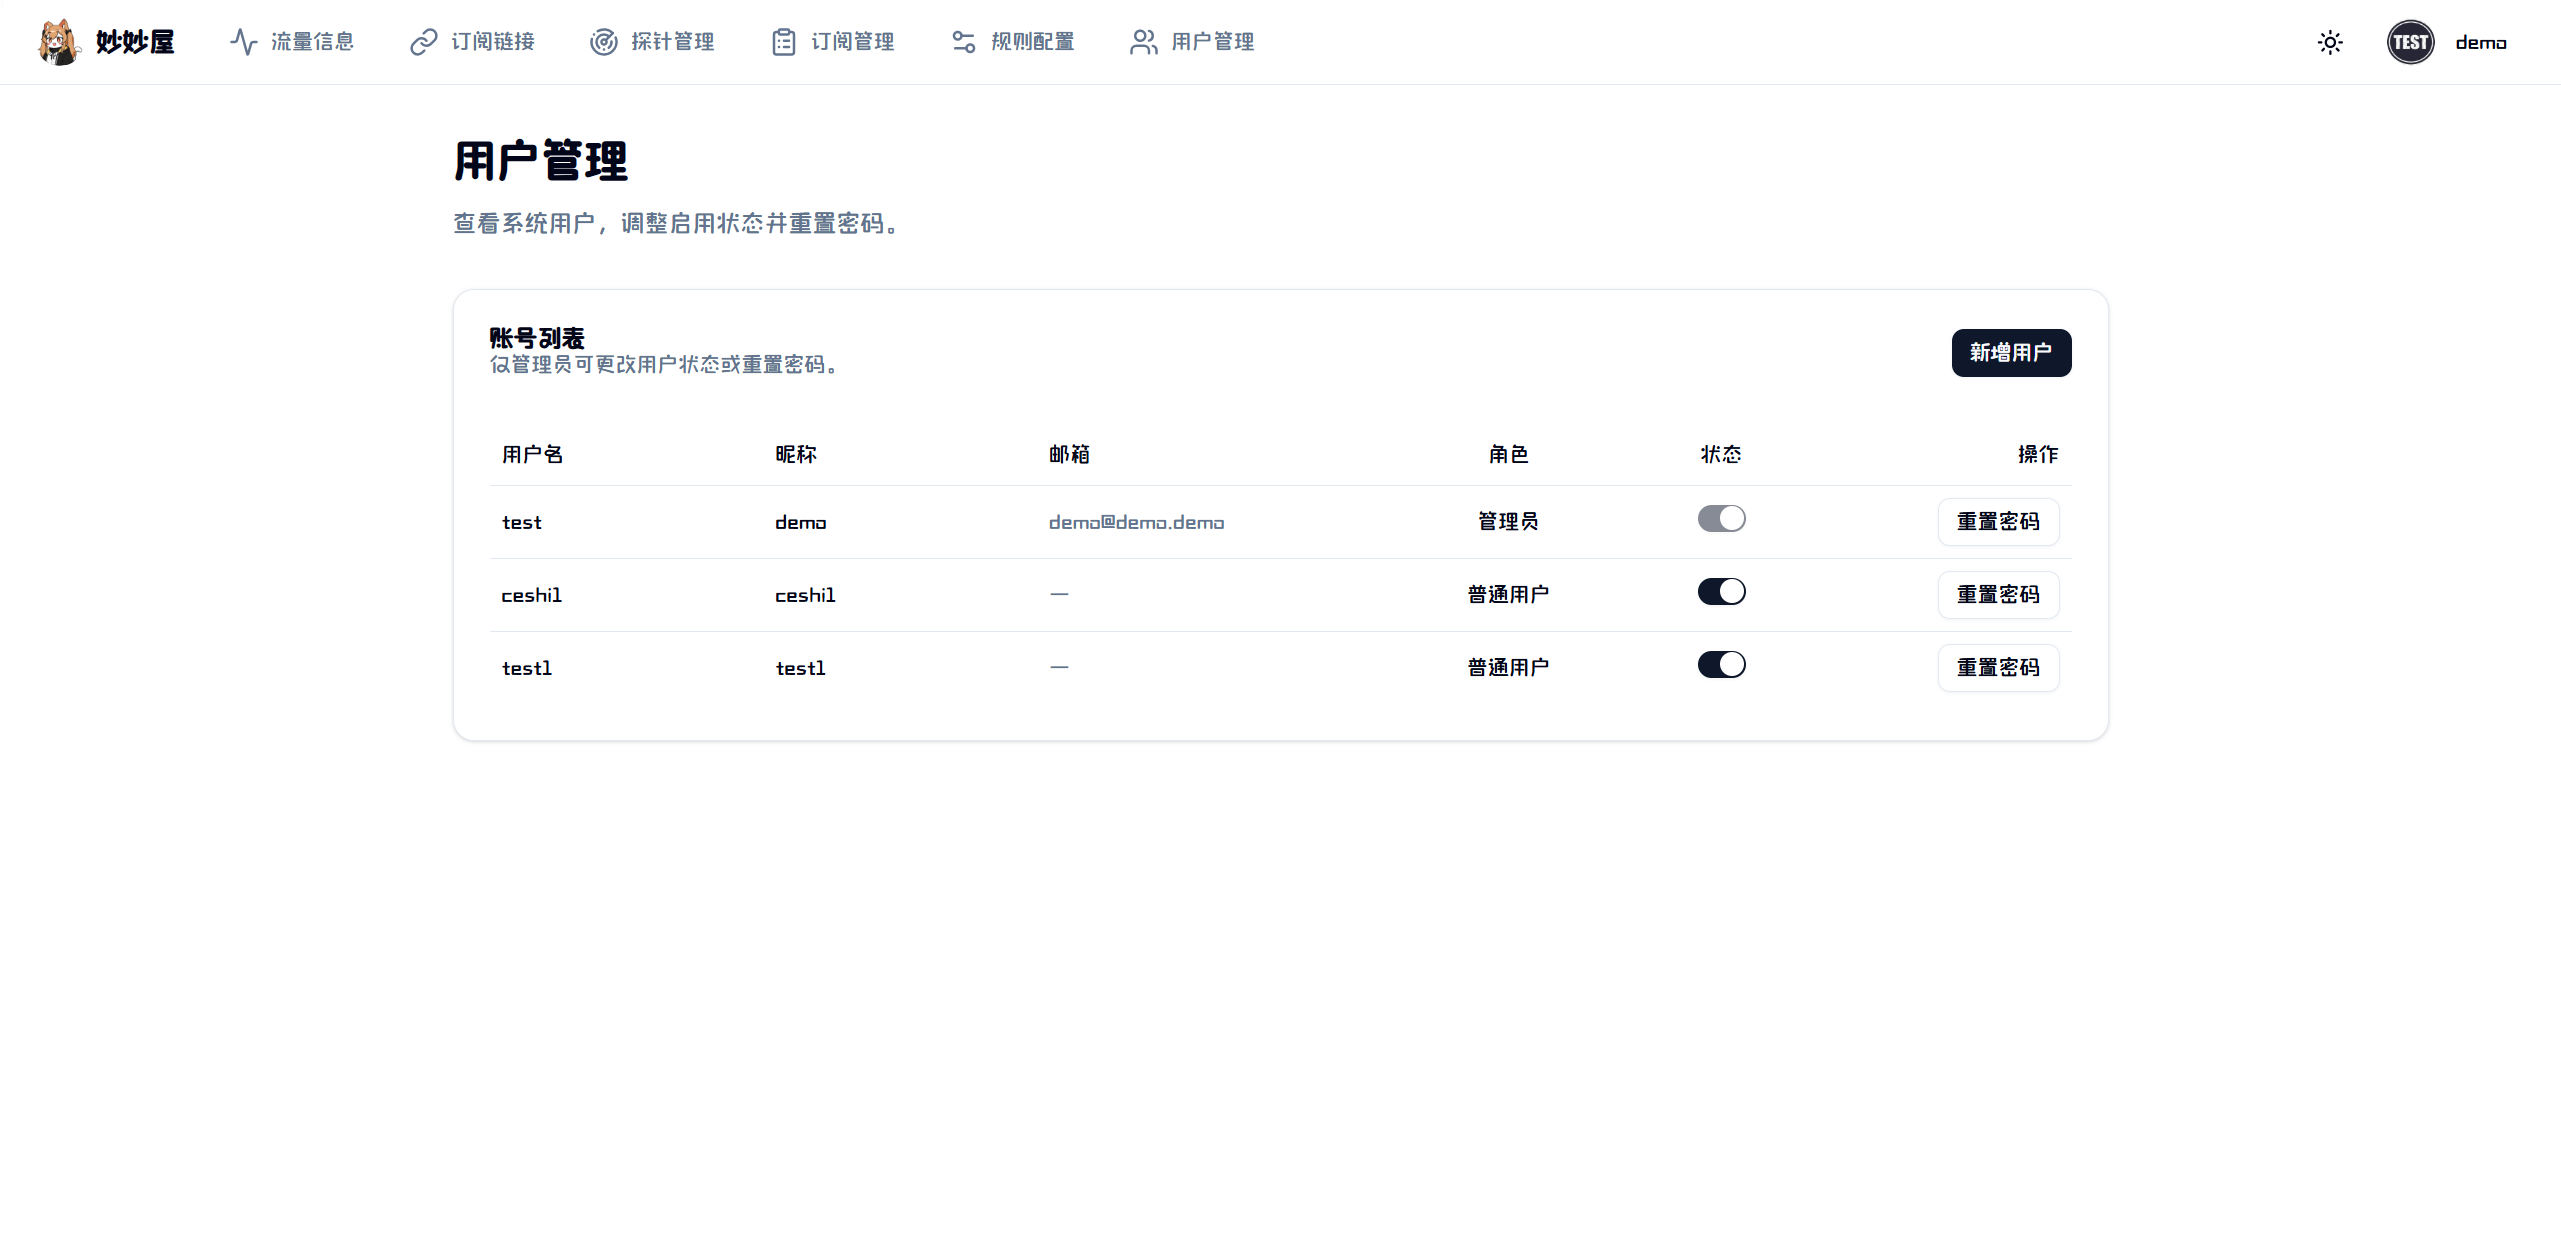 妙妙屋 流量信息 订阅链接 探针管理 订阅管理 规则配置 用户管理 TEST demo
用户管理
查看系统用户，调整启用状态并重置密码。
账号列表
仅管理员可更改用户状态或重置密码。
新增用户
用户名 昵称 邮箱 角色 状态 操作
test demo demo@demo.demo 管理员 重置密码
ceshi1 ceshi1 — 普通用户 重置密码
test1 test1 — 普通用户 重置密码